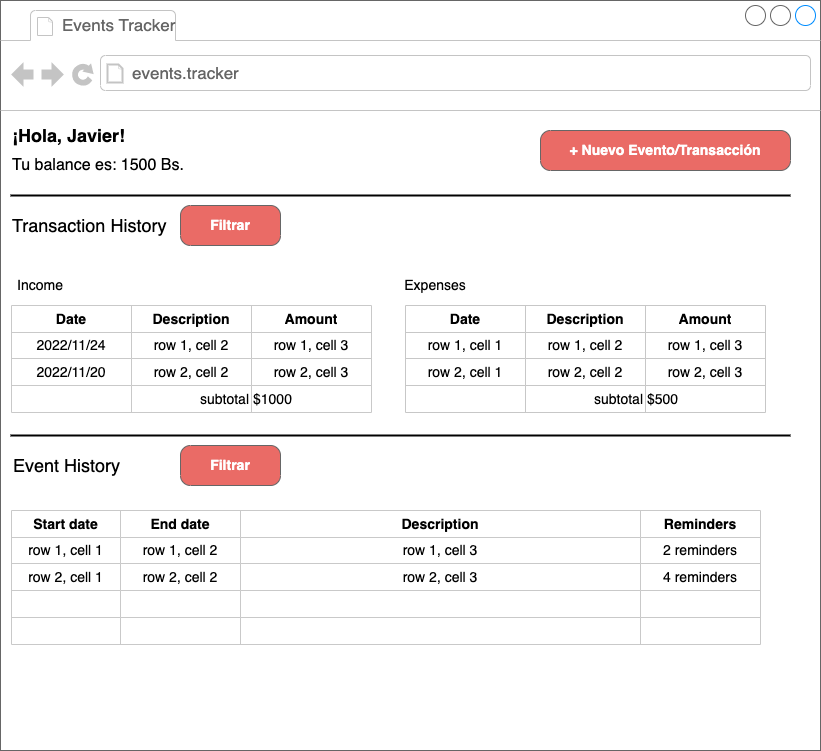 Events Tracker
events.tracker
¡Hola, Javier!
Tu balance es: 1500 Bs.
+ Nuevo Evento/Transacción
Transaction History
Filtrar
Income
Date Description Amount
2022/11/24 row 1, cell 2 row 1, cell 3
2022/11/20 row 2, cell 2 row 2, cell 3
subtotal $1000
Expenses
Date Description Amount
row 1, cell 1 row 1, cell 2 row 1, cell 3
row 2, cell 1 row 2, cell 2 row 2, cell 3
subtotal $500
Event History
Filtrar
Start date End date Description Reminders
row 1, cell 1 row 1, cell 2 row 1, cell 3 2 reminders
row 2, cell 1 row 2, cell 2 row 2, cell 3 4 reminders